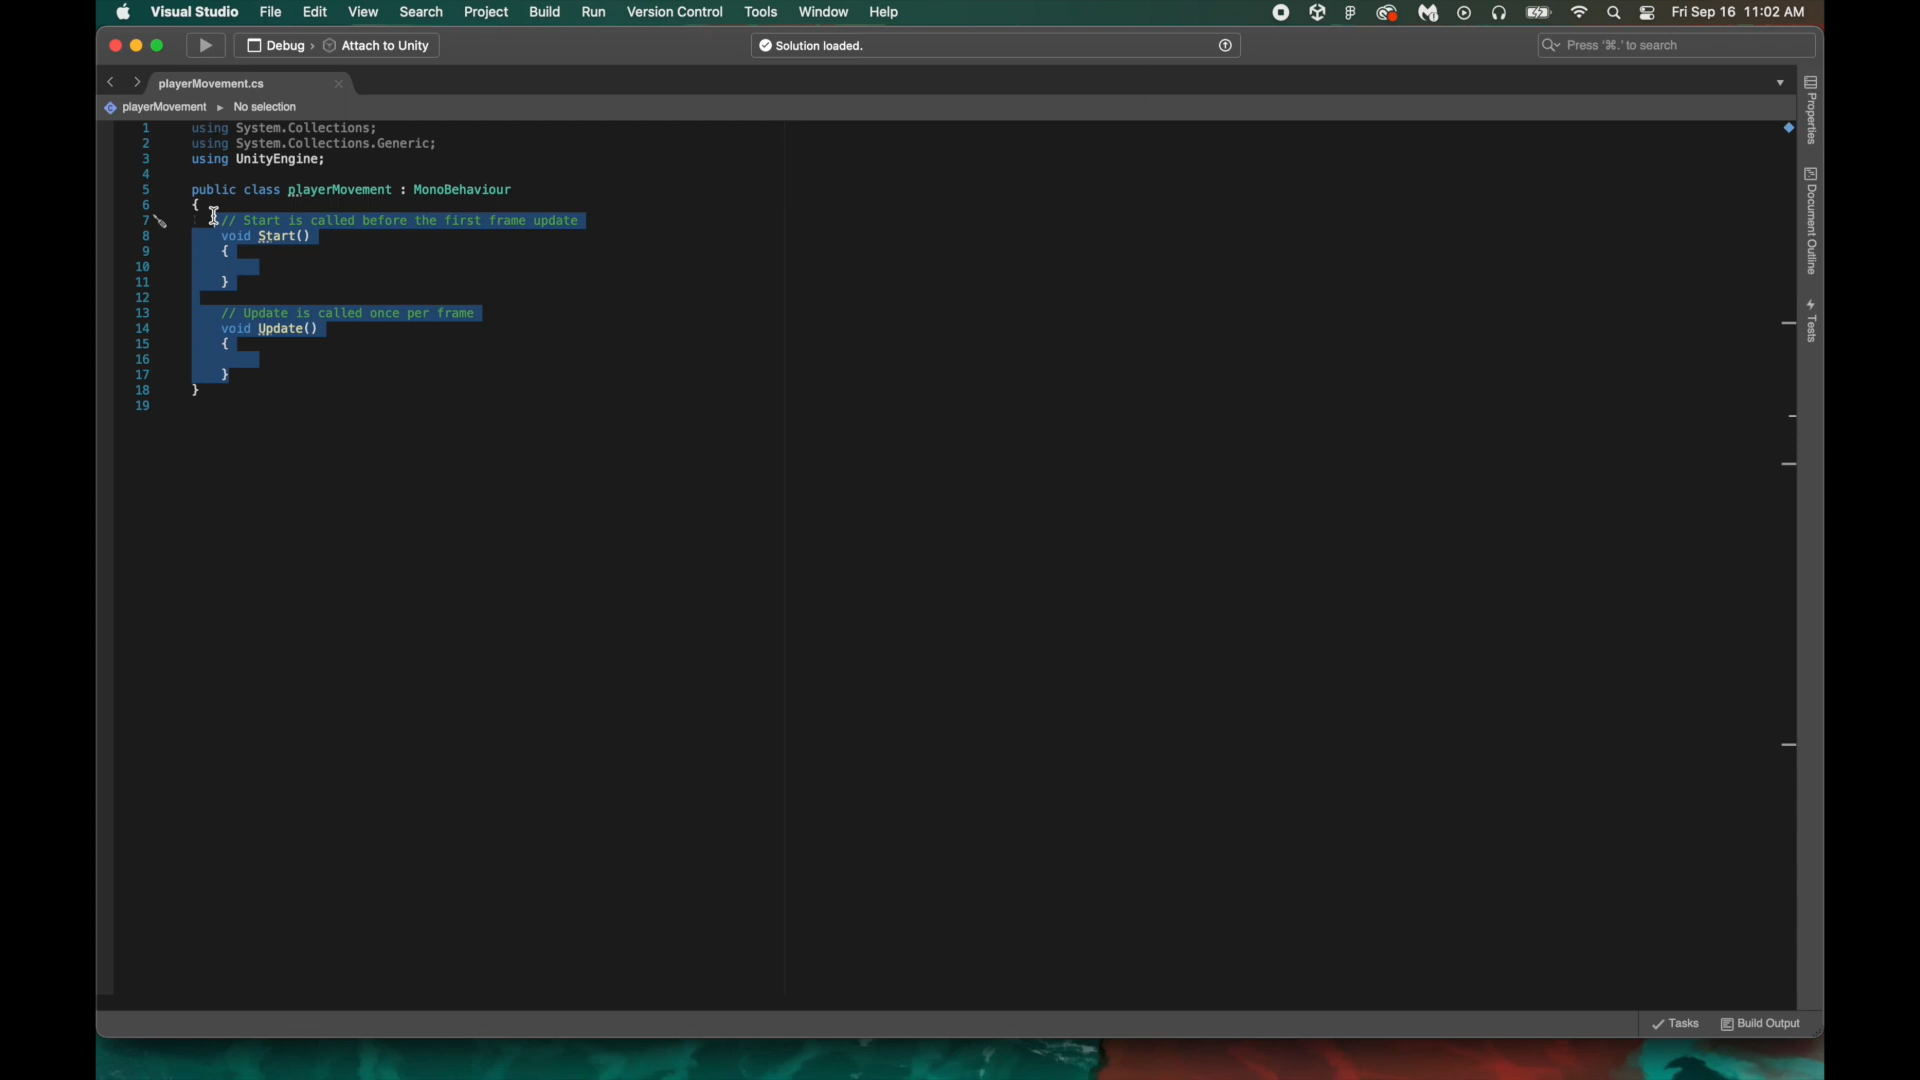 Visual Studio File Edit View Search Project Build Run Version Control Tools Window Help Fri Sep 16 11:02 AM
Debug › Attach to Unity Solution loaded. Press '⌘.' to search
playerMovement.cs
playerMovement ▸ No selection
1 using System.Collections;
2 using System.Collections.Generic;
3 using UnityEngine;
4
5 public class playerMovement : MonoBehaviour
6 {
7 // Start is called before the first frame update
8 void Start()
9 {
10
11 }
12
13 // Update is called once per frame
14 void Update()
15 {
16
17 }
18 }
19
Properties
Document Outline
Tests
Tasks Build Output